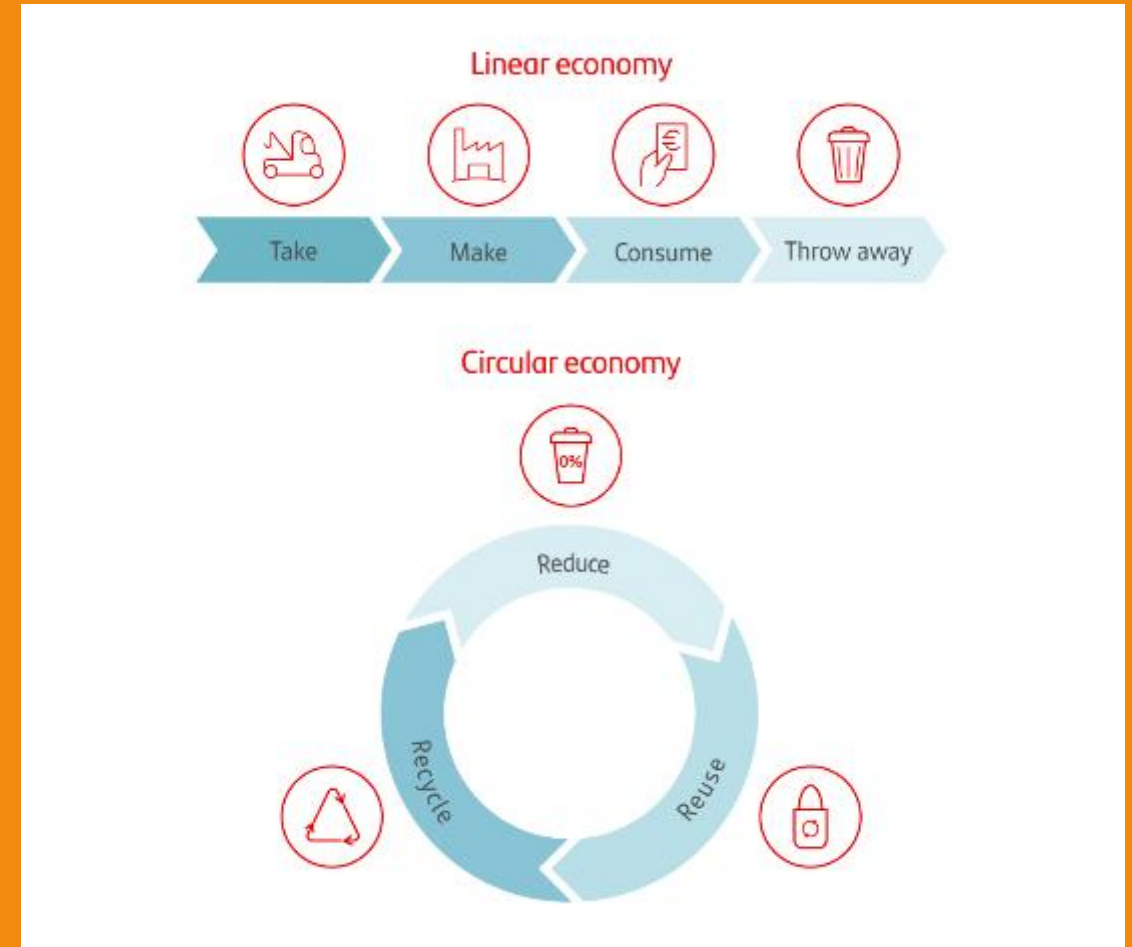 Linear economy
€
Take
Make
Consume
Throw away
Circular economy
0%
Reduce
Reuse
Recycle